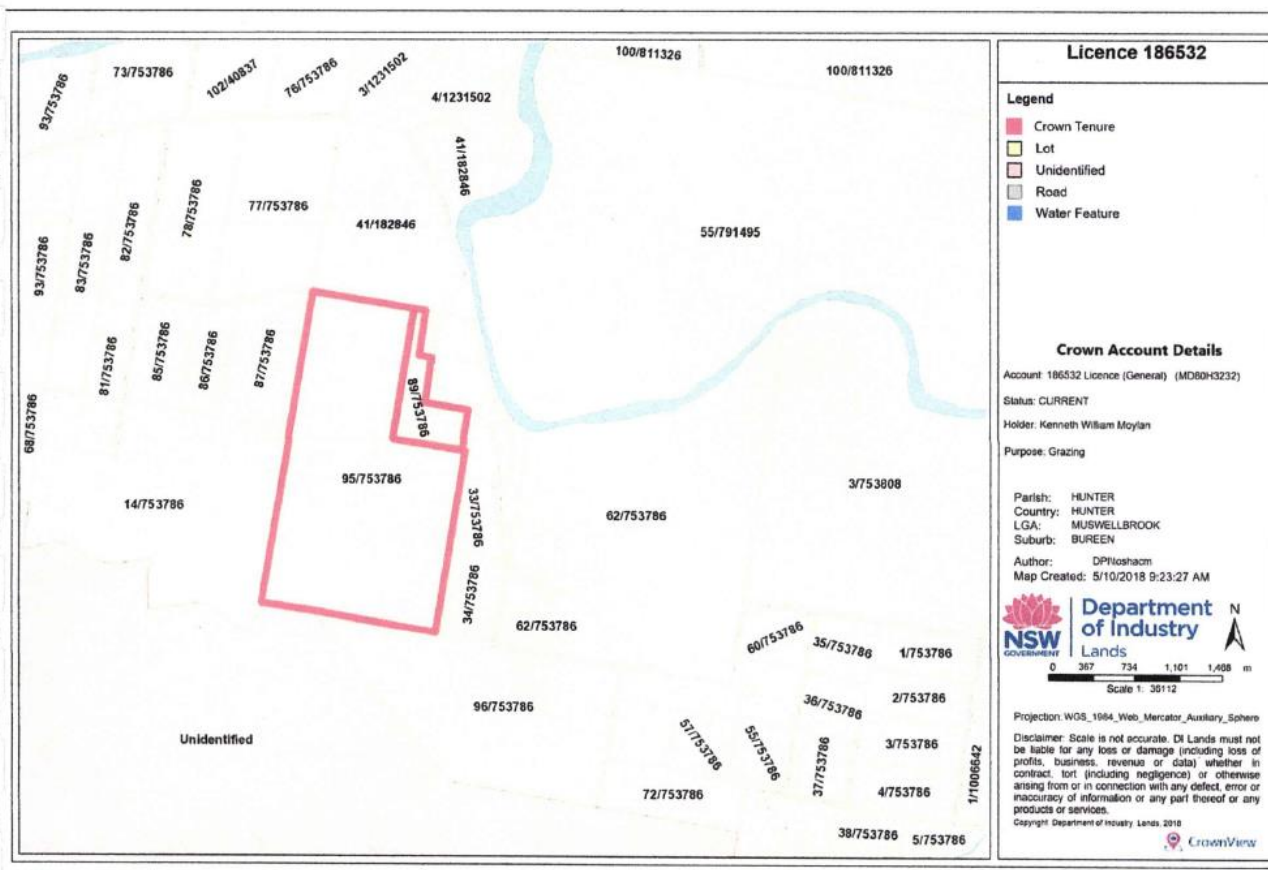 100/811326
100/811326
73/753786
102/40837
76/753786
3/1231502
4/1231502
93/753786
41/182846
78/753786
77/753786
41/182846
82/753786
55/791495
93/753786
83/753786
81/753786
85/753786
86/753786
87/753786
89/753786
68/753786
95/753786
14/753786
33/753786
62/753786
3/753808
34/753786
62/753786
60/753786
35/753786
1/753786
36/753786
2/753786
96/753786
Unidentified
57/753786
55/753786
37/753786
3/753786
1/1006642
72/753786
4/753786
38/753786
5/753786
Licence 186532
Legend
Crown Tenure
Lot
Unidentified
Road
Water Feature
Crown Account Details
Account: 186532 Licence (General) (MD80H3232)
Status: CURRENT
Holder: Kenneth William Moylan
Purpose: Grazing
Parish: HUNTER
Country: HUNTER
LGA: MUSWELLBROOK
Suburb: BUREEN
Author:
Map Created: 5/10/2018 9:23:27 AM
NSW
GOVERNMENT
Department
of Industry
Lands
N
0 367 734 1,101 1,468 m
Scale 1: 36112
Projection: WGS_1984_Web_Mercator_Auxiliary_Sphere
Disclaimer: Scale is not accurate. DI Lands must not
be liable for any loss or damage (including loss of
profits, business, revenue or data) whether in
contract, tort (including negligence) or otherwise
arising from or in connection with any defect, error or
inaccuracy of information or any part thereof or any
products or services.
Copyright Department of Industry Lands, 2018
CrownView